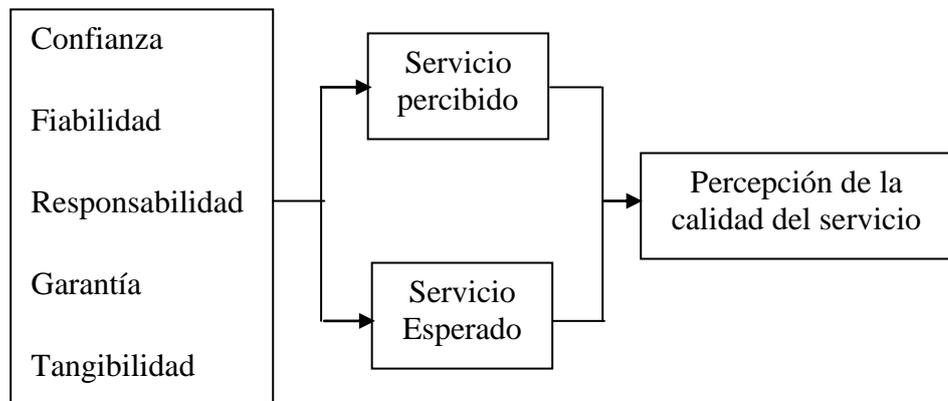 Confianza
Fiabilidad
Responsabilidad
Garantía
Tangibilidad
Servicio
percibido
Servicio
Esperado
Percepción de la
calidad del servicio